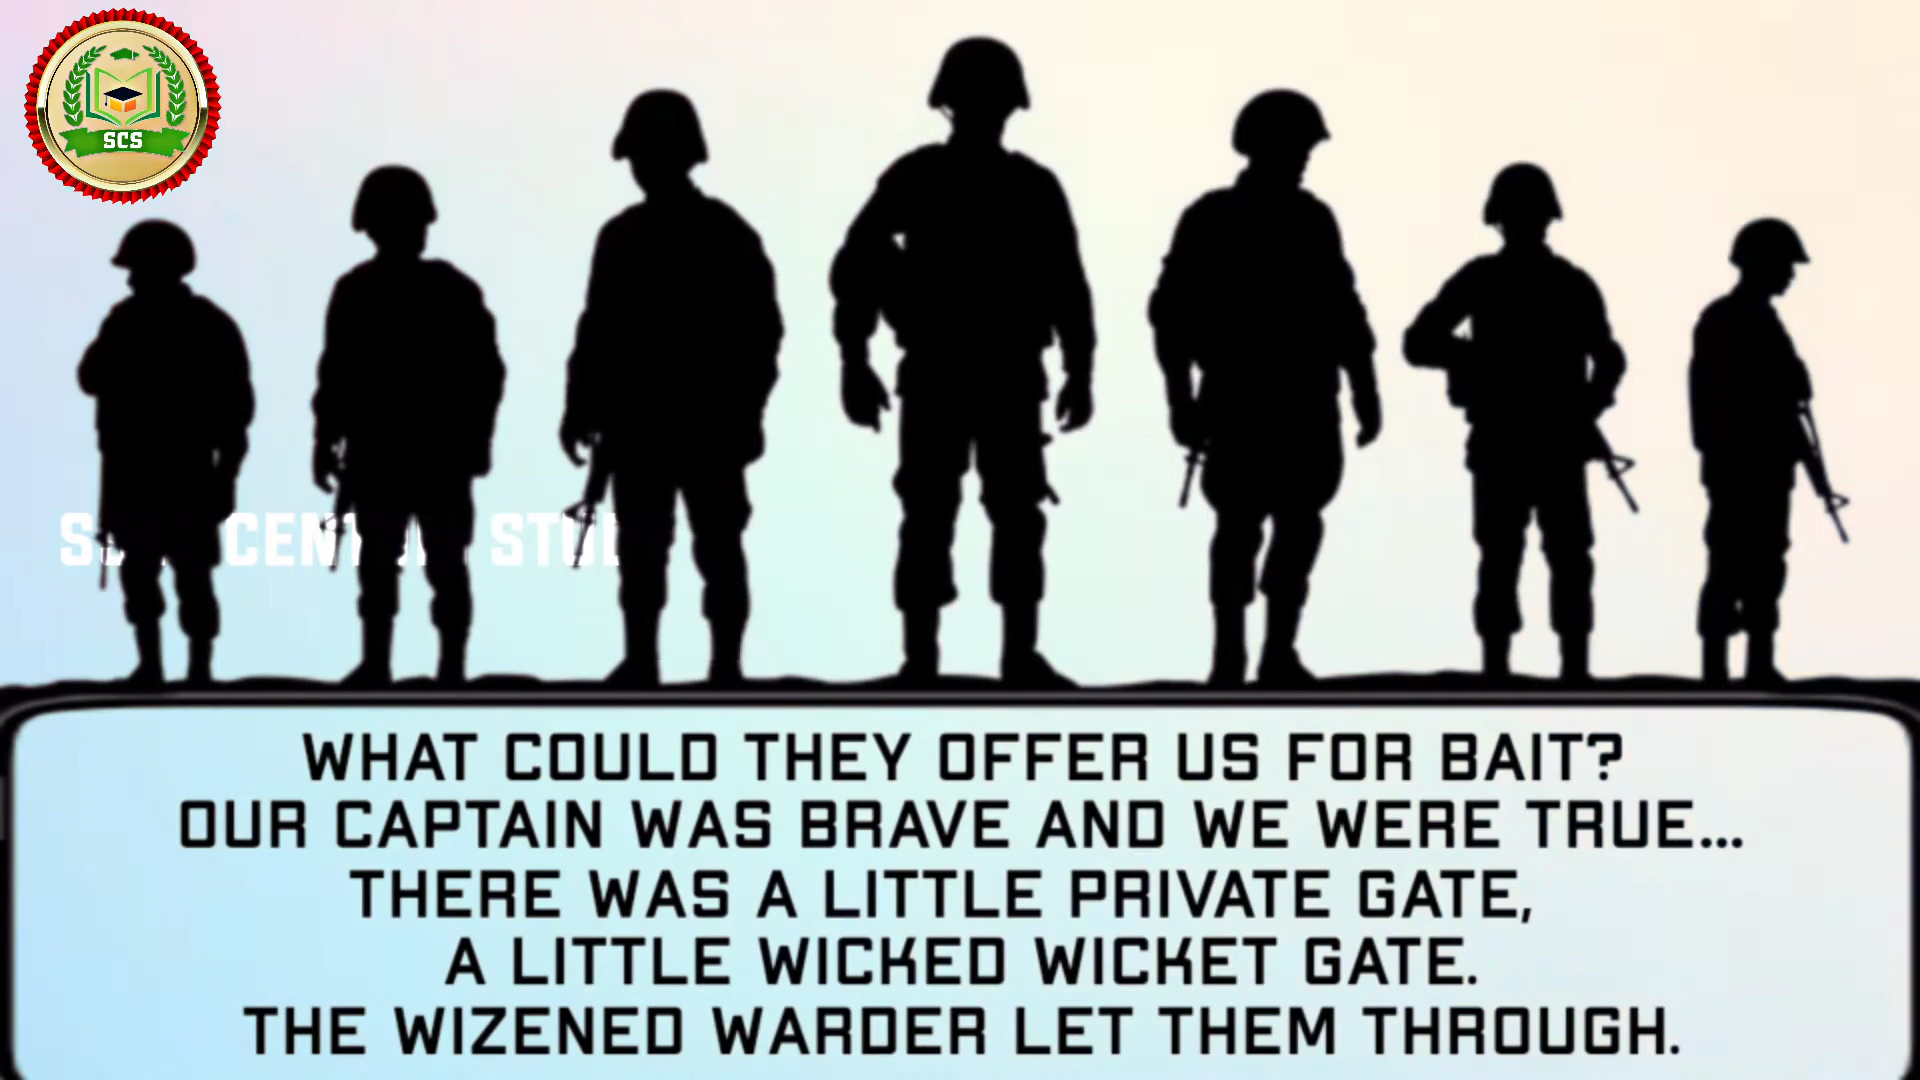 SCS
WHAT COULD THEY OFFER US FOR BAIT?
OUR CAPTAIN WAS BRAVE AND WE WERE TRUE...
THERE WAS A LITTLE PRIVATE GATE,
A LITTLE WICKED WICKET GATE.
THE WIZENED WARDER LET THEM THROUGH.